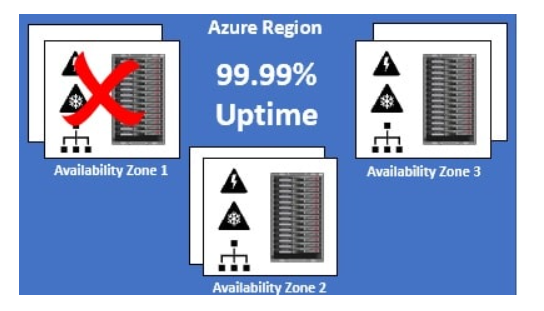 Azure Region
99.99%
Uptime
Availability Zone 1
Availability Zone 3
Availability Zone 2